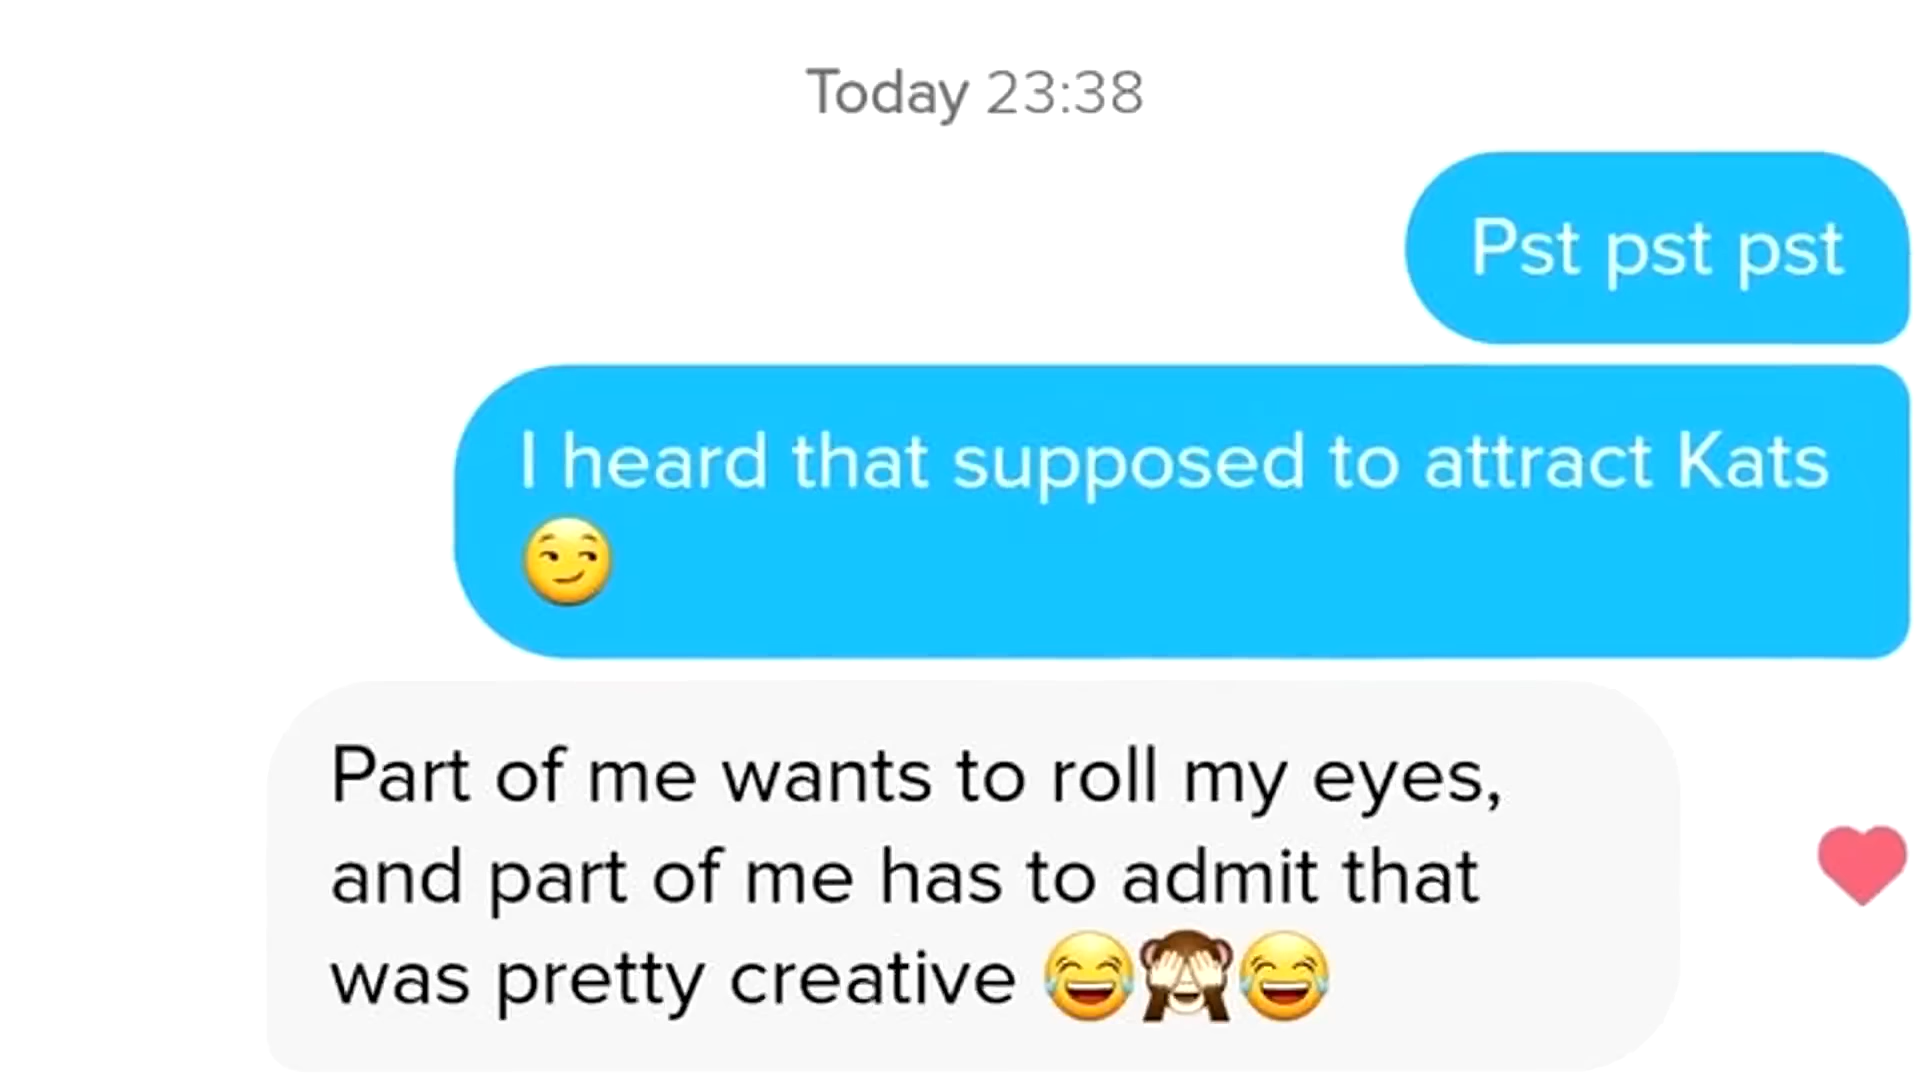 Today 23:38
Pst pst pst
I heard that supposed to attract Kats
😏
Part of me wants to roll my eyes,
and part of me has to admit that
was pretty creative 😂🙈😂